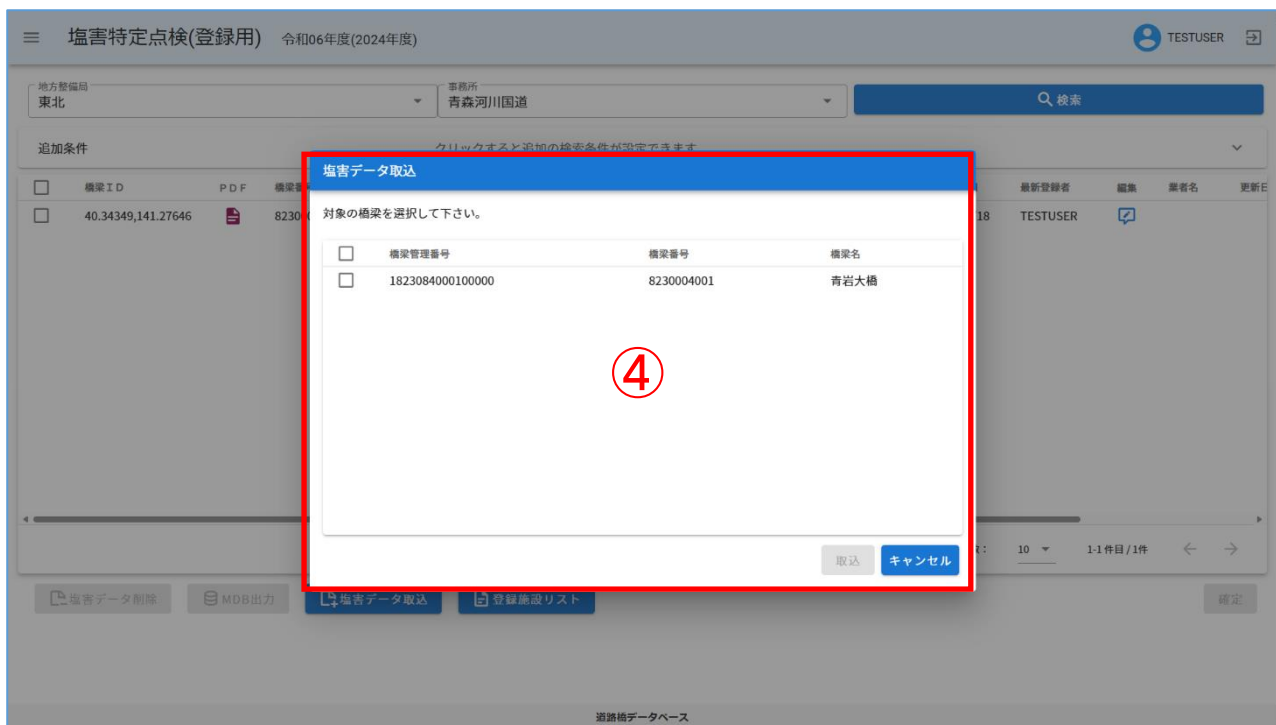 塩害特定点検(登録用) 令和06年度(2024年度) TESTUSER
地方整備局 事務所
東北 青森河川国道 検索
追加条件 クリックすると追加の検索条件が設定できます
橋梁ID PDF 最新登録者 編集 業者名
40.34349,141.27646 8230 18 TESTUSER
塩害データ取込
対象の橋梁を選択して下さい。
橋梁管理番号 橋梁番号 橋梁名
1823084000100000 8230004001 青岩大橋
④
取込 キャンセル
10 1-1 件目 / 1件
塩害データ削除 MDB出力 塩害データ取込 登録施設リスト 確定
道路橋データベース